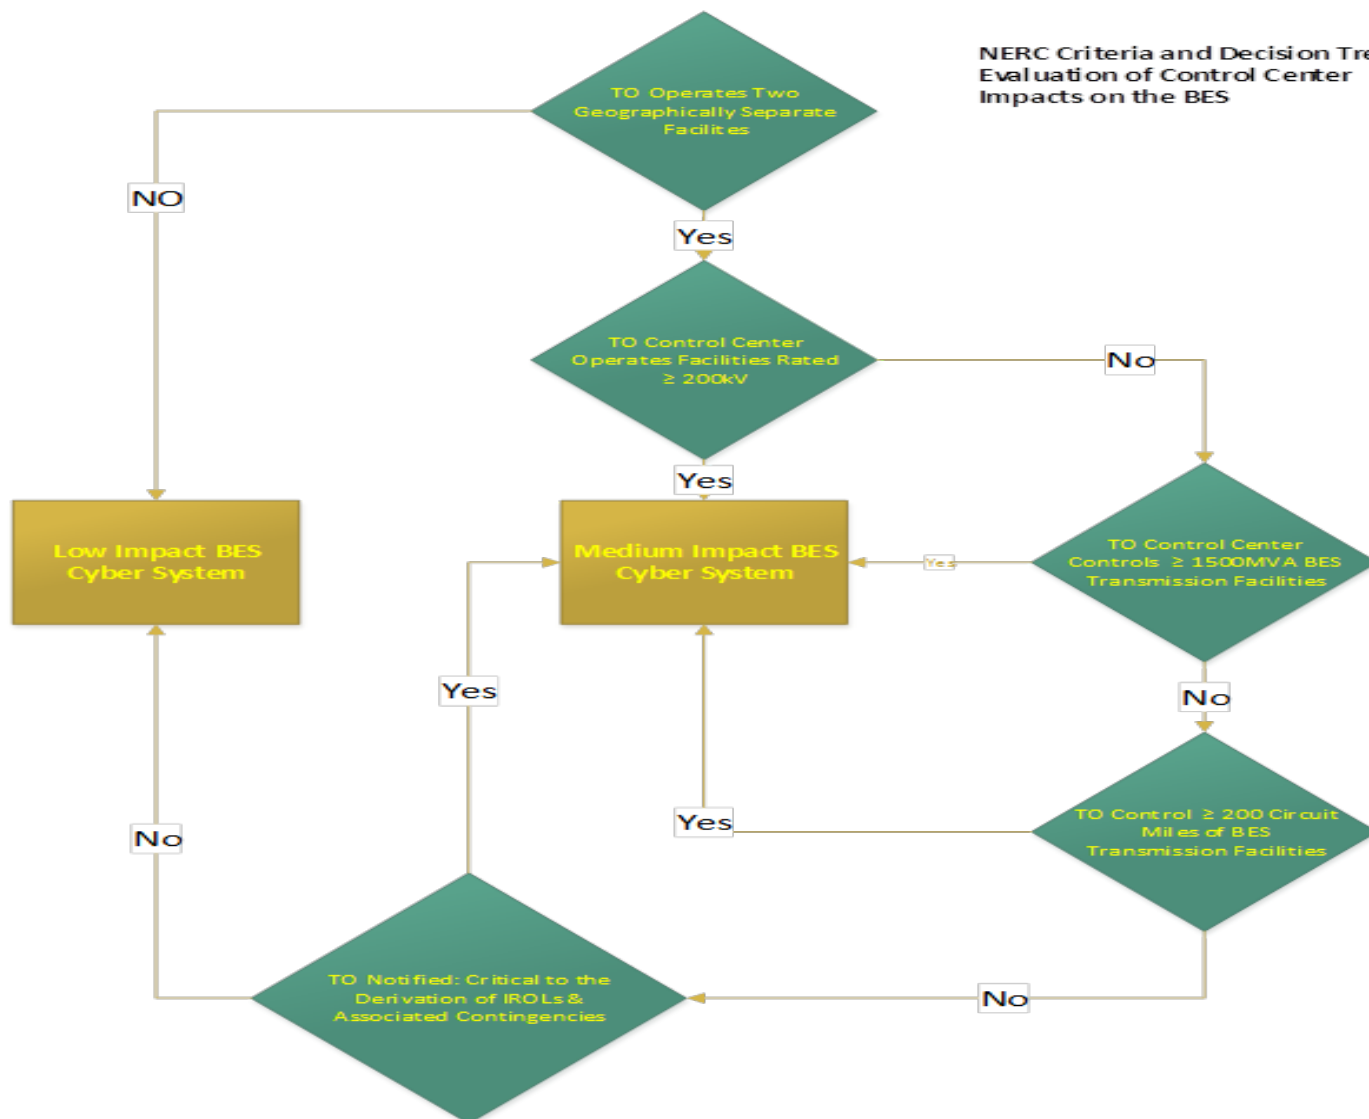 NERC Criteria and Decision Tre
Evaluation of Control Center
Impacts on the BES
TO Operates Two
Geographically Separate
Facilites
NO
Yes
TO Control Center
Operates Facilities Rated
≥ 200kV
No
Yes
Low Impact BES
Cyber System
Medium Impact BES
Cyber System
Yes
TO Control Center
Controls ≥ 1500MVA BES
Transmission Facilities
Yes
No
No
Yes
TO Control ≥ 200 Circuit
Miles of BES
Transmission Facilities
TO Notified: Critical to the
Derivation of IROLs &
Associated Contingencies
No